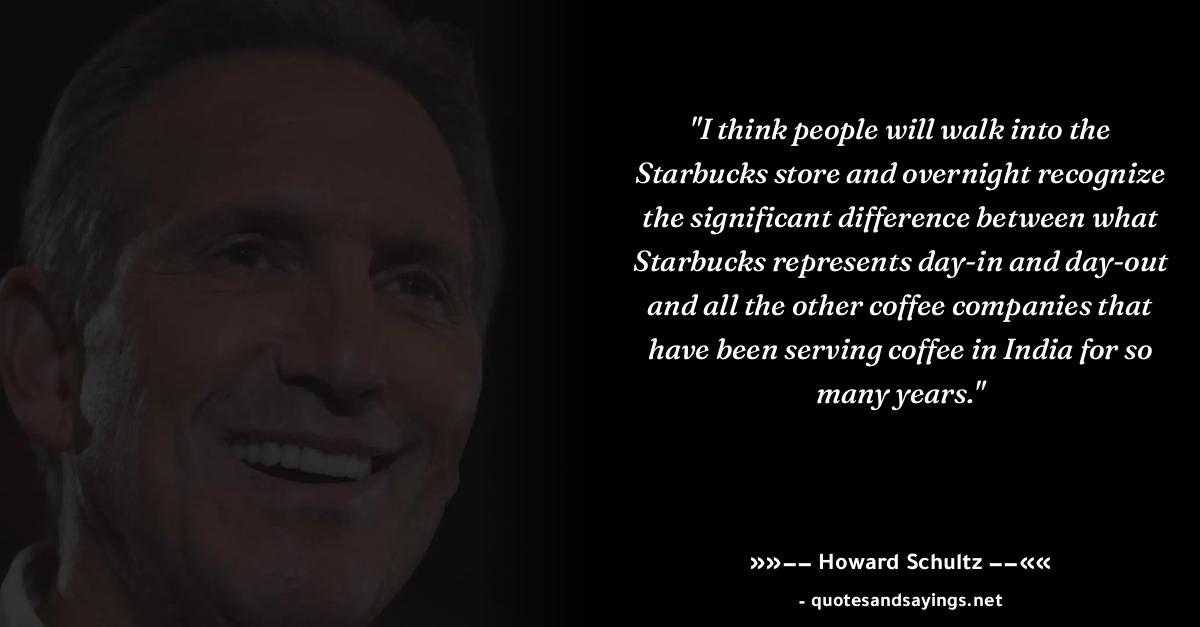 "I think people will walk into the
Starbucks store and overnight recognize
the significant difference between what
Starbucks represents day-in and day-out
and all the other coffee companies that
have been serving coffee in India for so
many years."
»»−− Howard Schultz −−««
- quotesandsayings.net